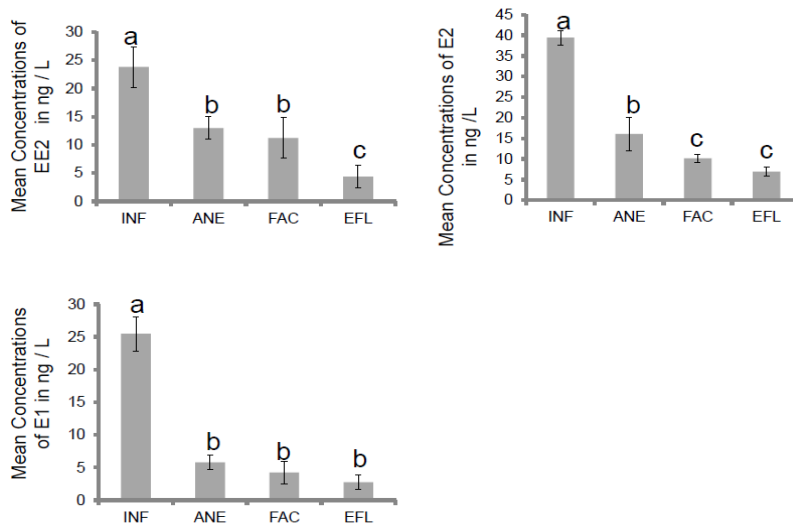 Mean Concentrations of
EE2 in ng / L
30
25
20
15
10
5
0
a
b
b
c
INF ANE FAC EFL
Mean Concentrations of E2
in ng /L
45
40
35
30
25
20
15
10
5
0
a
b
c
c
INF ANE FAC EFL
Mean Concentrations
of E1 in ng / L
30
25
20
15
10
5
0
a
b
b
b
INF ANE FAC EFL